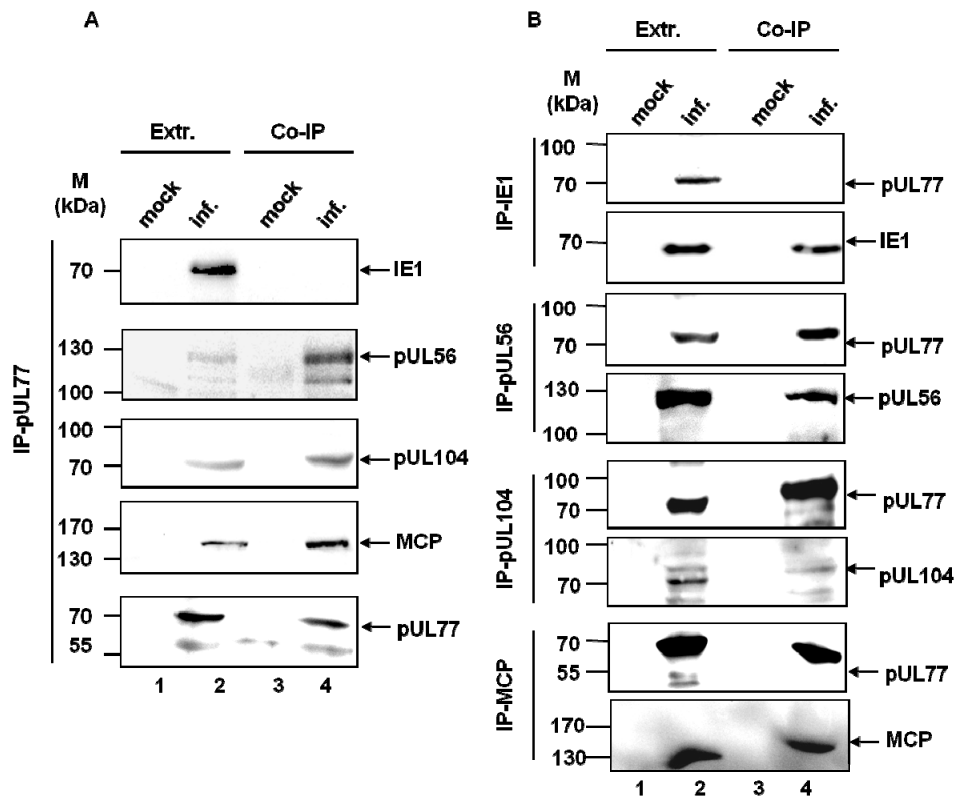 A
Extr.
Co-IP
M
(kDa)
mock
inf.
mock
inf.
IP-pUL77
70
IE1
130
100
pUL56
100
70
pUL104
170
130
MCP
70
55
pUL77
1
2
3
4
B
Extr.
Co-IP
M
(kDa)
mock
inf.
mock
inf.
IP-IE1
100
70
pUL77
70
IE1
IP-pUL56
100
70
pUL77
130
100
pUL56
IP-pUL104
100
70
pUL77
100
70
pUL104
IP-MCP
70
55
pUL77
170
130
MCP
1
2
3
4